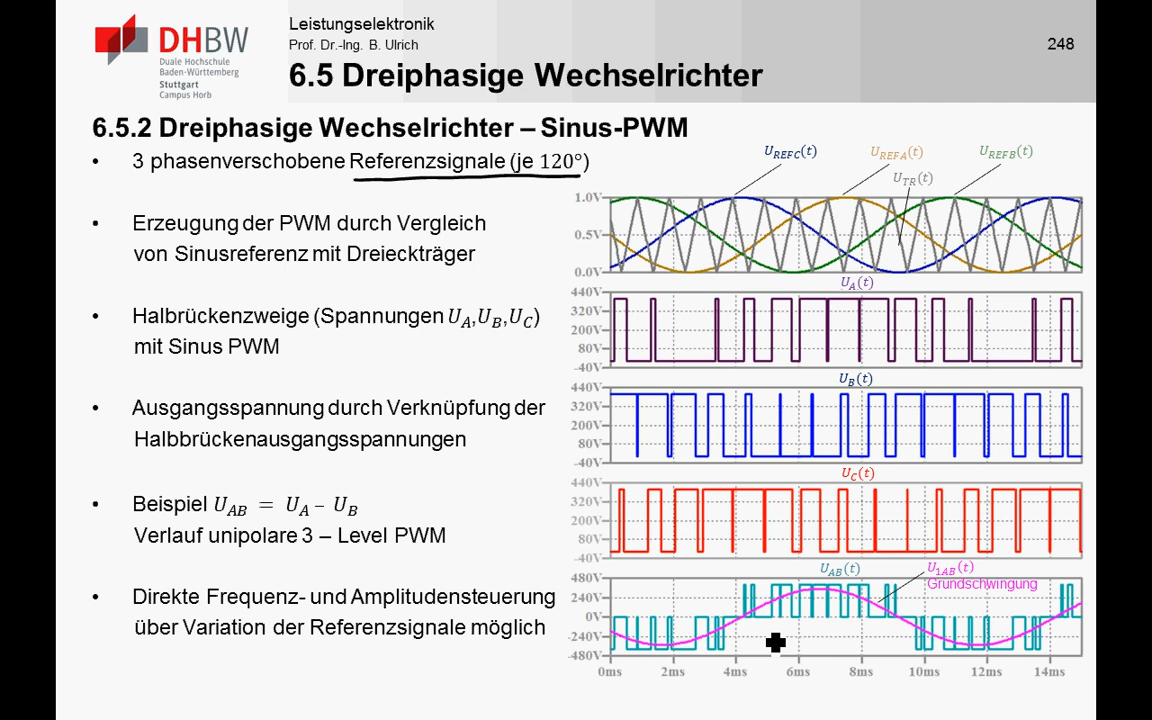 DHBW
Duale Hochschule
Baden-Württemberg
Stuttgart
Campus Horb
Leistungselektronik
Prof. Dr.-Ing. B. Ulrich
248
6.5 Dreiphasige Wechselrichter
6.5.2 Dreiphasige Wechselrichter – Sinus-PWM
• 3 phasenverschobene Referenzsignale (je 120°)
• Erzeugung der PWM durch Vergleich
von Sinusreferenz mit Dreieckträger
• Halbrückenzweige (Spannungen U_A,U_B,U_C)
mit Sinus PWM
• Ausgangsspannung durch Verknüpfung der
Halbbrückenausgangsspannungen
• Beispiel U_AB = U_A – U_B
Verlauf unipolare 3 – Level PWM
• Direkte Frequenz- und Amplitudensteuerung
über Variation der Referenzsignale möglich
U_REFC(t) U_REFA(t) U_REFB(t)
U_TR(t)
1.0V
0.5V
0.0V
U_A(t)
440V
320V
200V
80V
-40V
U_B(t)
440V
320V
200V
80V
-40V
U_C(t)
440V
320V
200V
80V
-40V
U_AB(t) U_1AB(t)
Grundschwingung
480V
240V
0V
-240V
-480V
0ms 2ms 4ms 6ms 8ms 10ms 12ms 14ms